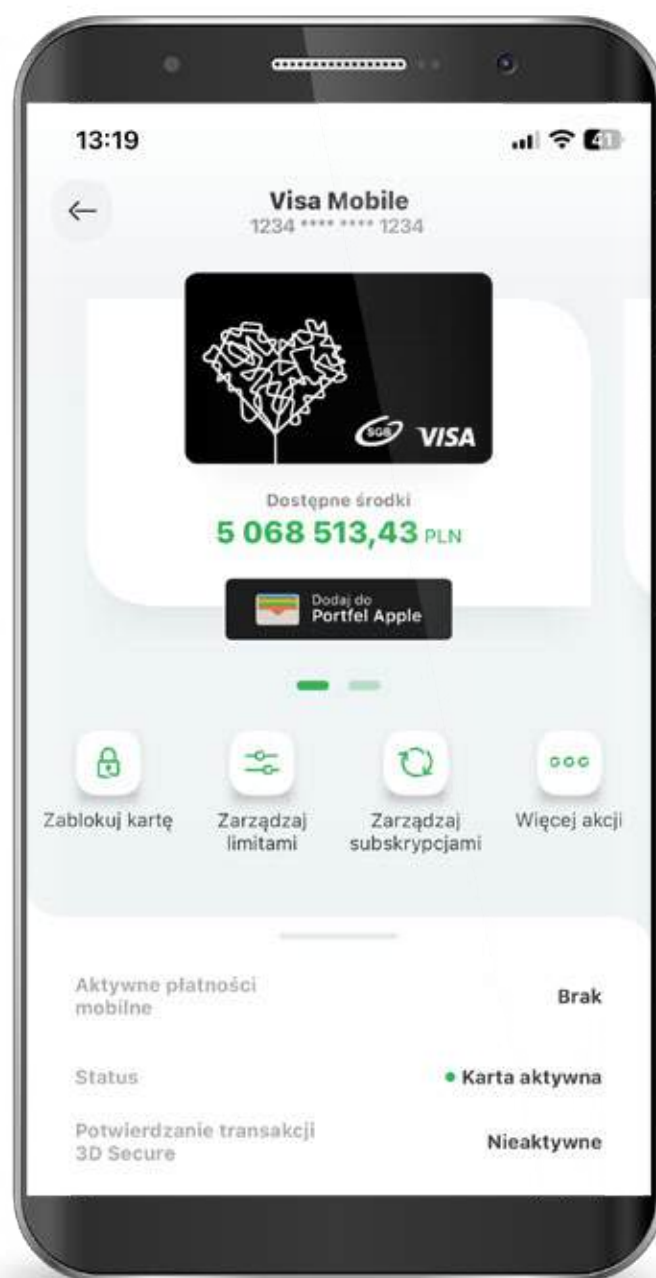 13:19
41
Visa Mobile
1234 **** **** 1234
SGB VISA
Dostępne środki
5 068 513,43 PLN
Dodaj do
Portfel Apple
Zablokuj kartę
Zarządzaj
limitami
Zarządzaj
subskrypcjami
Więcej akcji
Aktywne płatności
mobilne
Brak
Status
Karta aktywna
Potwierdzanie transakcji
3D Secure
Nieaktywne